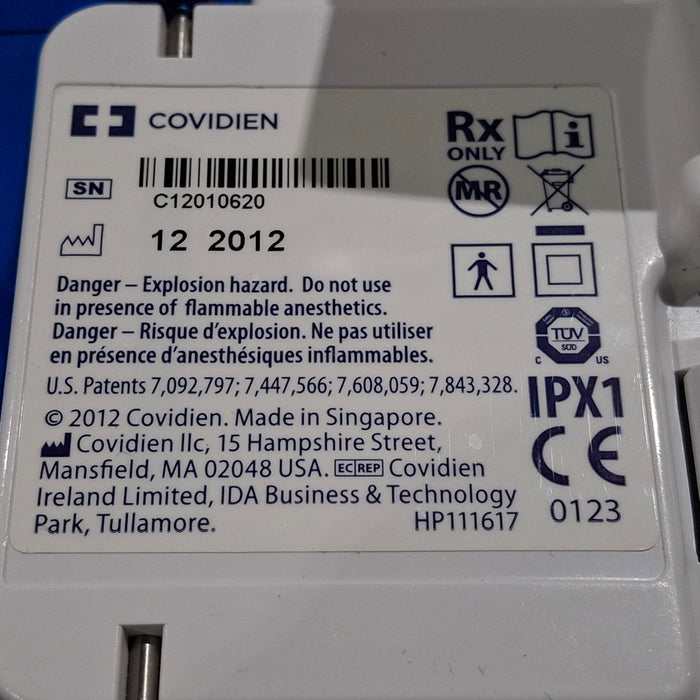 COVIDIEN
Rx
ONLY
SN
C12010620
MR
12 2012
Danger – Explosion hazard. Do not use
in presence of flammable anesthetics.
Danger – Risque d'explosion. Ne pas utiliser
en présence d'anesthésiques inflammables.
TÜV
SÜD
C US
U.S. Patents 7,092,797; 7,447,566; 7,608,059; 7,843,328.
IPX1
© 2012 Covidien. Made in Singapore.
Covidien llc, 15 Hampshire Street,
Mansfield, MA 02048 USA. EC REP Covidien
Ireland Limited, IDA Business & Technology
Park, Tullamore. HP111617
CE
0123